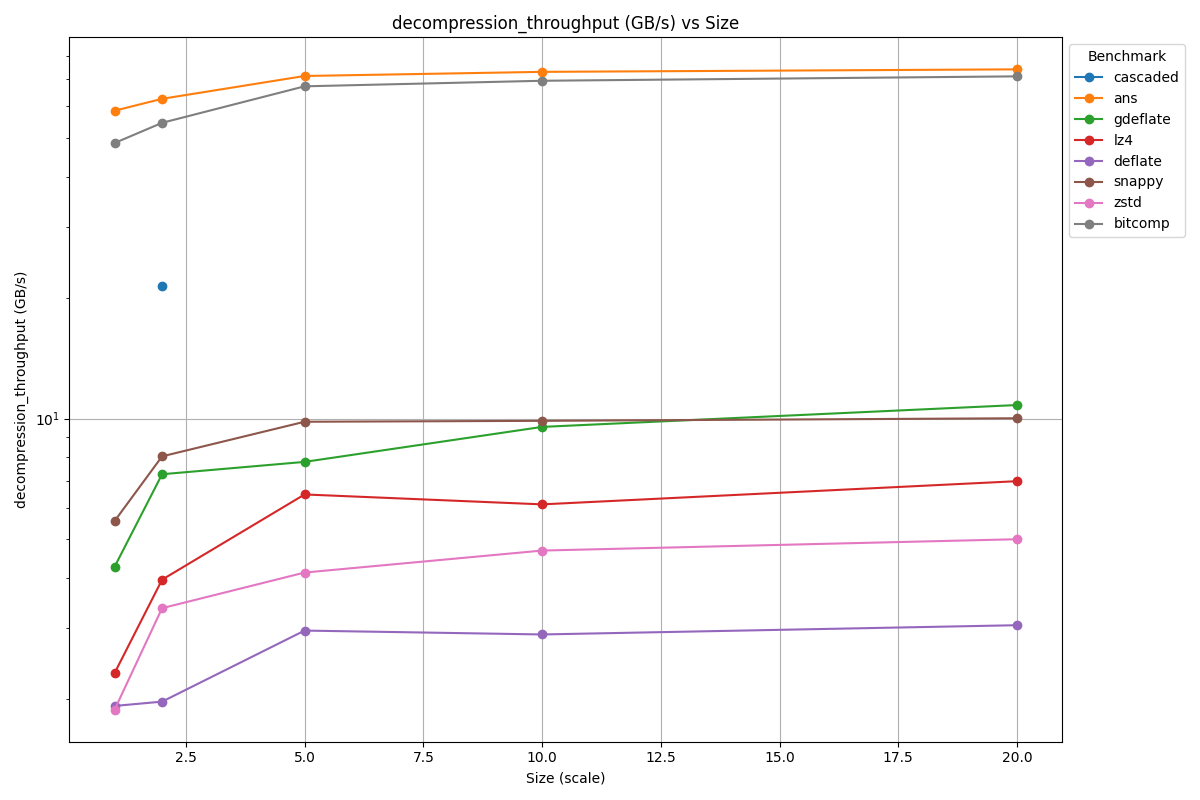 decompression_throughput (GB/s) vs Size
decompression_throughput (GB/s)
10¹
2.5 5.0 7.5 10.0 12.5 15.0 17.5 20.0
Size (scale)
Benchmark
cascaded
ans
gdeflate
lz4
deflate
snappy
zstd
bitcomp